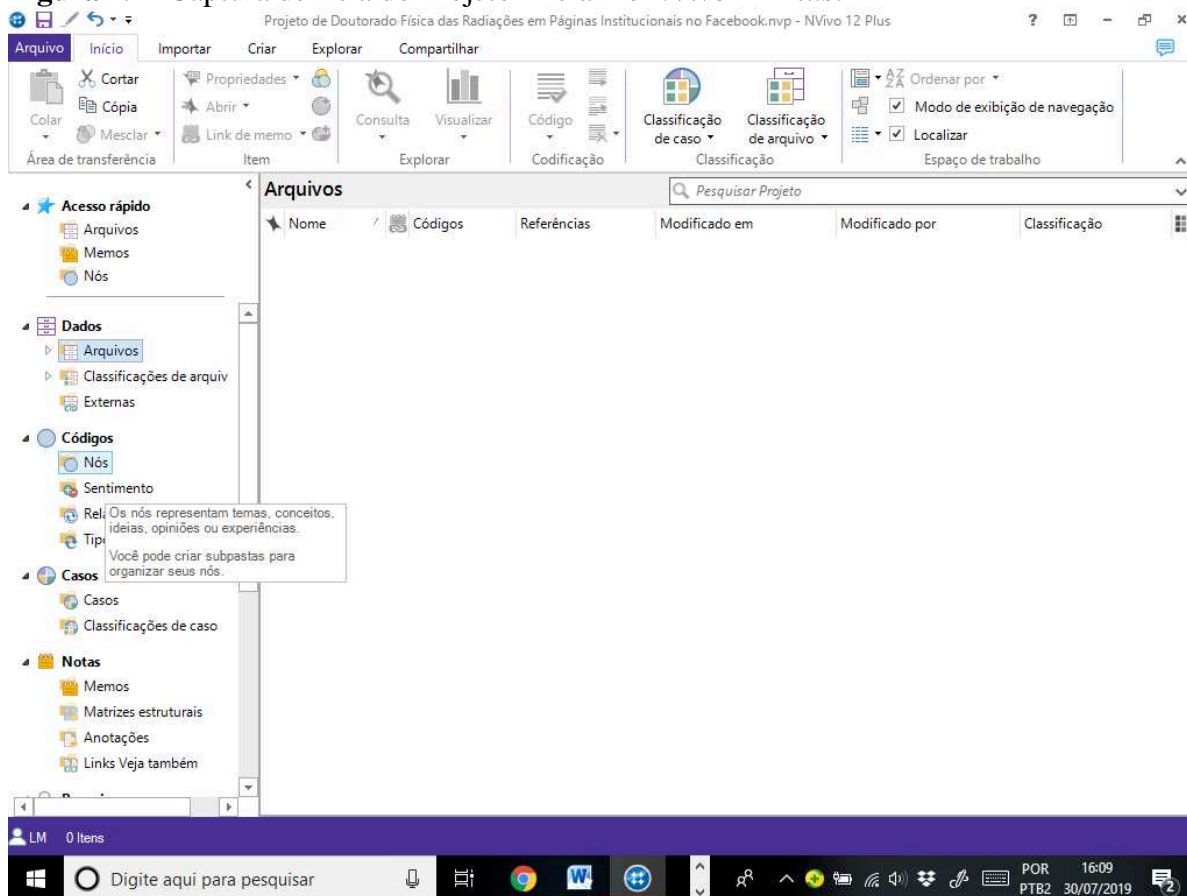 Projeto de Doutorado Física das Radiações em Páginas Institucionais no Facebook.nvp - NVivo 12 Plus
Arquivo Início Importar Criar Explorar Compartilhar
Colar
Cortar
Cópia
Mesclar
Área de transferência
Propriedades
Abrir
Link de memo
Item
Consulta Visualizar
Explorar
Código
Codificação
Classificação de caso
Classificação de arquivo
Classificação
Ordenar por
Modo de exibição de navegação
Localizar
Espaço de trabalho
Acesso rápido
Arquivos
Memos
Nós
Dados
Arquivos
Classificações de arquiv
Externas
Códigos
Nós
Sentimento
Rel
Tip
Os nós representam temas, conceitos,
ideias, opiniões ou experiências.
Você pode criar subpastas para
organizar seus nós.
Casos
Casos
Classificações de caso
Notas
Memos
Matrizes estruturais
Anotações
Links Veja também
Arquivos
Pesquisar Projeto
Nome Códigos Referências Modificado em Modificado por Classificação
LM 0 Itens
Digite aqui para pesquisar
POR
PTB2
16:09
30/07/2019
2